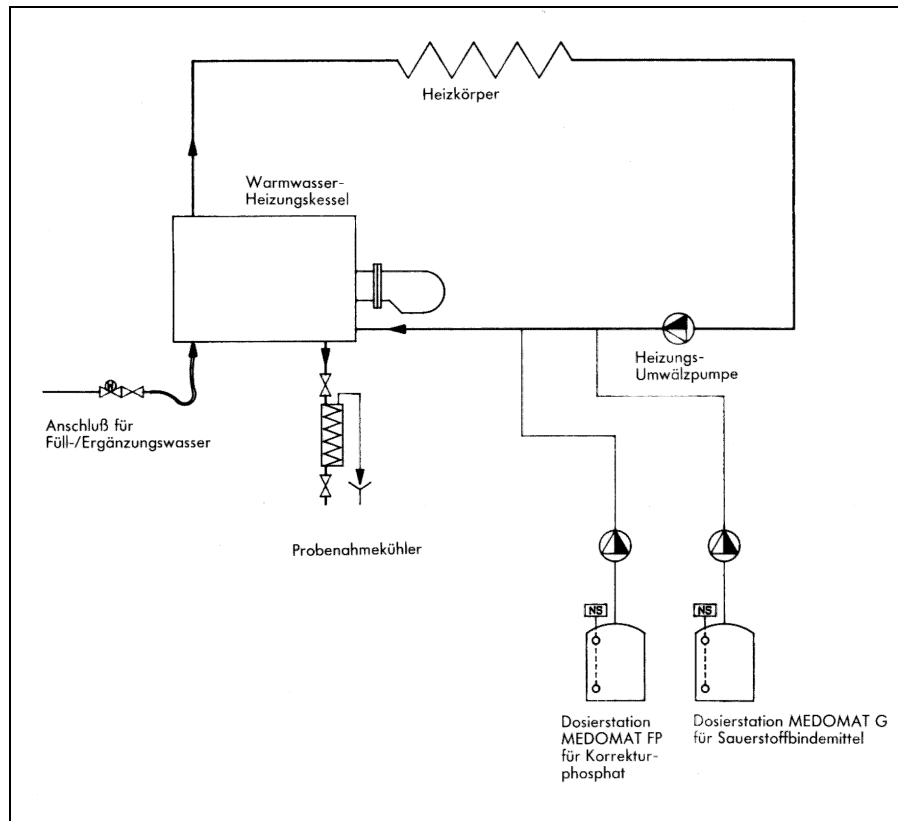 Heizkörper
Warmwasser-
Heizungskessel
Heizungs-
Umwälzpumpe
M
Anschluß für
Füll-/Ergänzungswasser
Probenahmekühler
NS
NS
Dosierstation
MEDOMAT FP
für Korrektur-
phosphat
Dosierstation MEDOMAT G
für Sauerstoffbindemittel